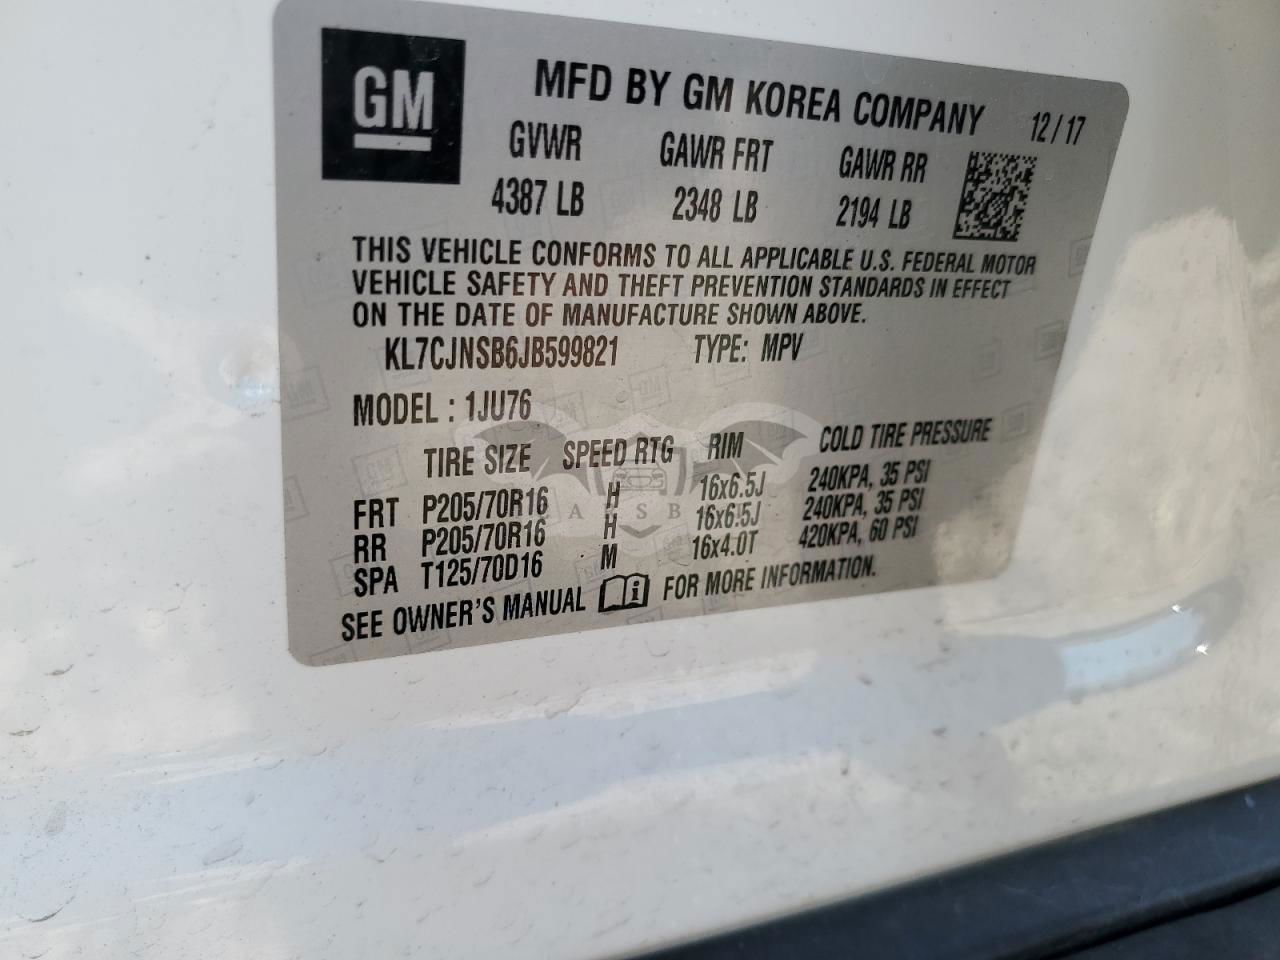 GM
MFD BY GM KOREA COMPANY 12/17
GVWR GAWR FRT GAWR RR
4387 LB 2348 LB 2194 LB
THIS VEHICLE CONFORMS TO ALL APPLICABLE U.S. FEDERAL MOTOR
VEHICLE SAFETY AND THEFT PREVENTION STANDARDS IN EFFECT
ON THE DATE OF MANUFACTURE SHOWN ABOVE.
KL7CJNSB6JB599821 TYPE: MPV
MODEL : 1JU76
TIRE SIZE SPEED RTG RIM COLD TIRE PRESSURE
FRT P205/70R16 H 16x6.5J 240KPA, 35 PSI
RR P205/70R16 H 16x6.5J 240KPA, 35 PSI
SPA T125/70D16 M 16x4.0T 420KPA, 60 PSI
SEE OWNER'S MANUAL FOR MORE INFORMATION.